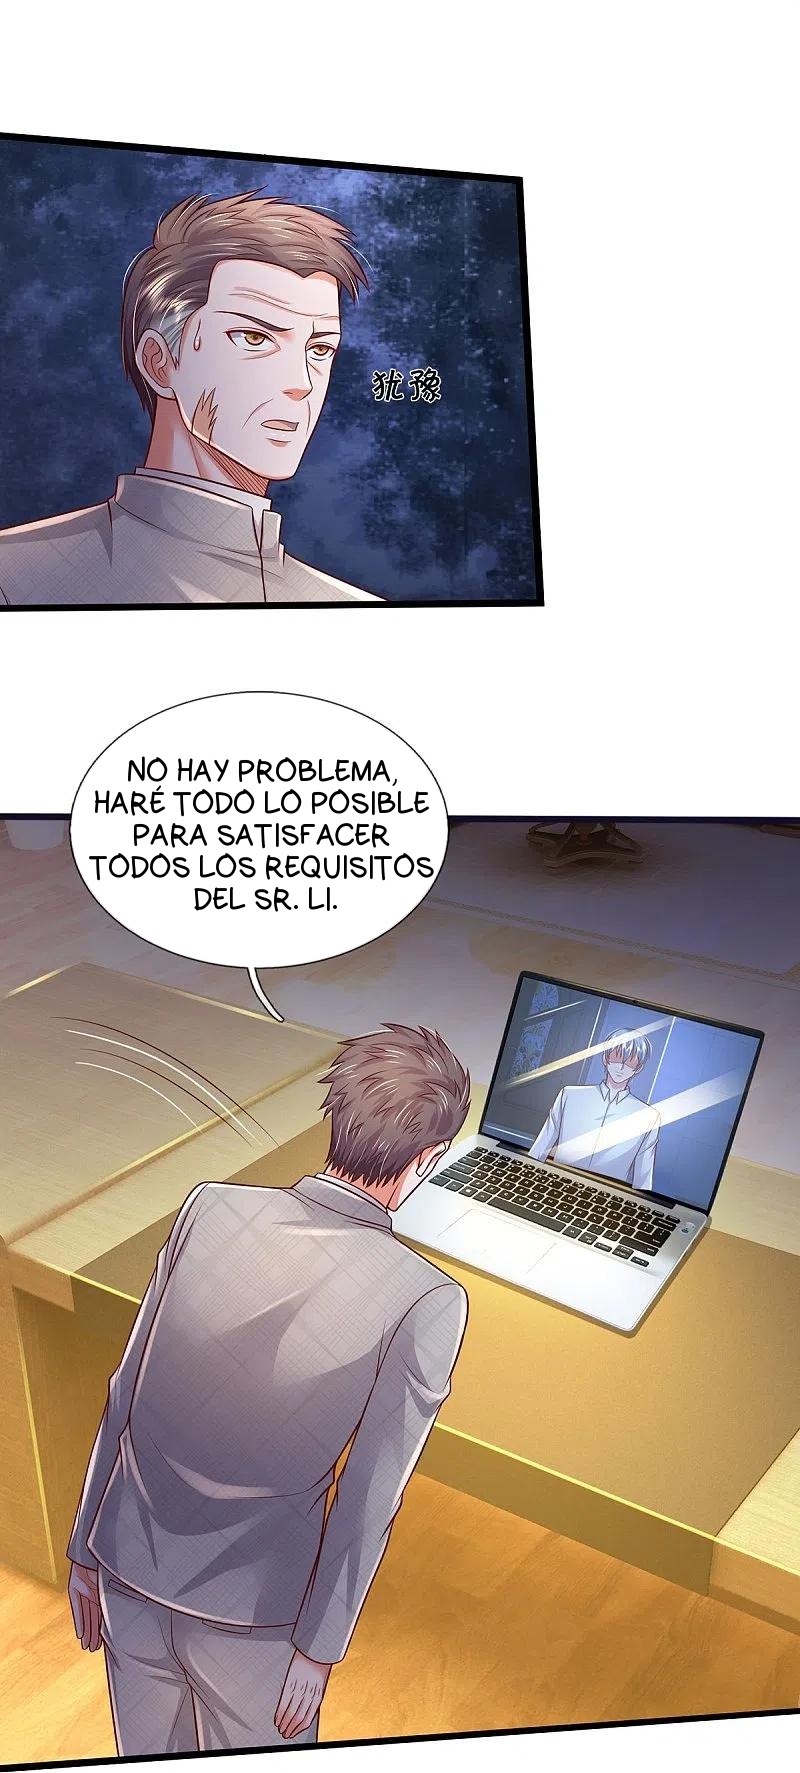 犹豫
NO HAY PROBLEMA,
HARÉ TODO LO POSIBLE
PARA SATISFACER
TODOS LOS REQUISITOS
DEL SR. LI.